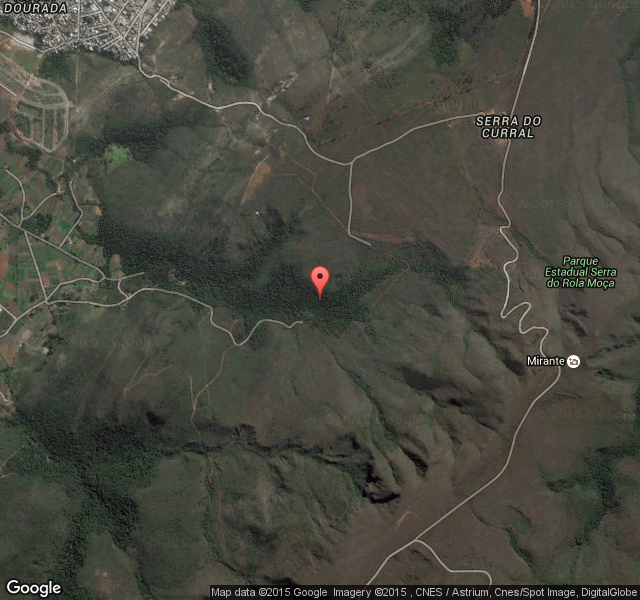 DOURADA
SERRA DO
CURRAL
Parque
Estadual Serra
do Rola Moça
Mirante
Google
Map data ©2015 Google Imagery ©2015 , CNES / Astrium, Cnes/Spot Image, DigitalGlobe